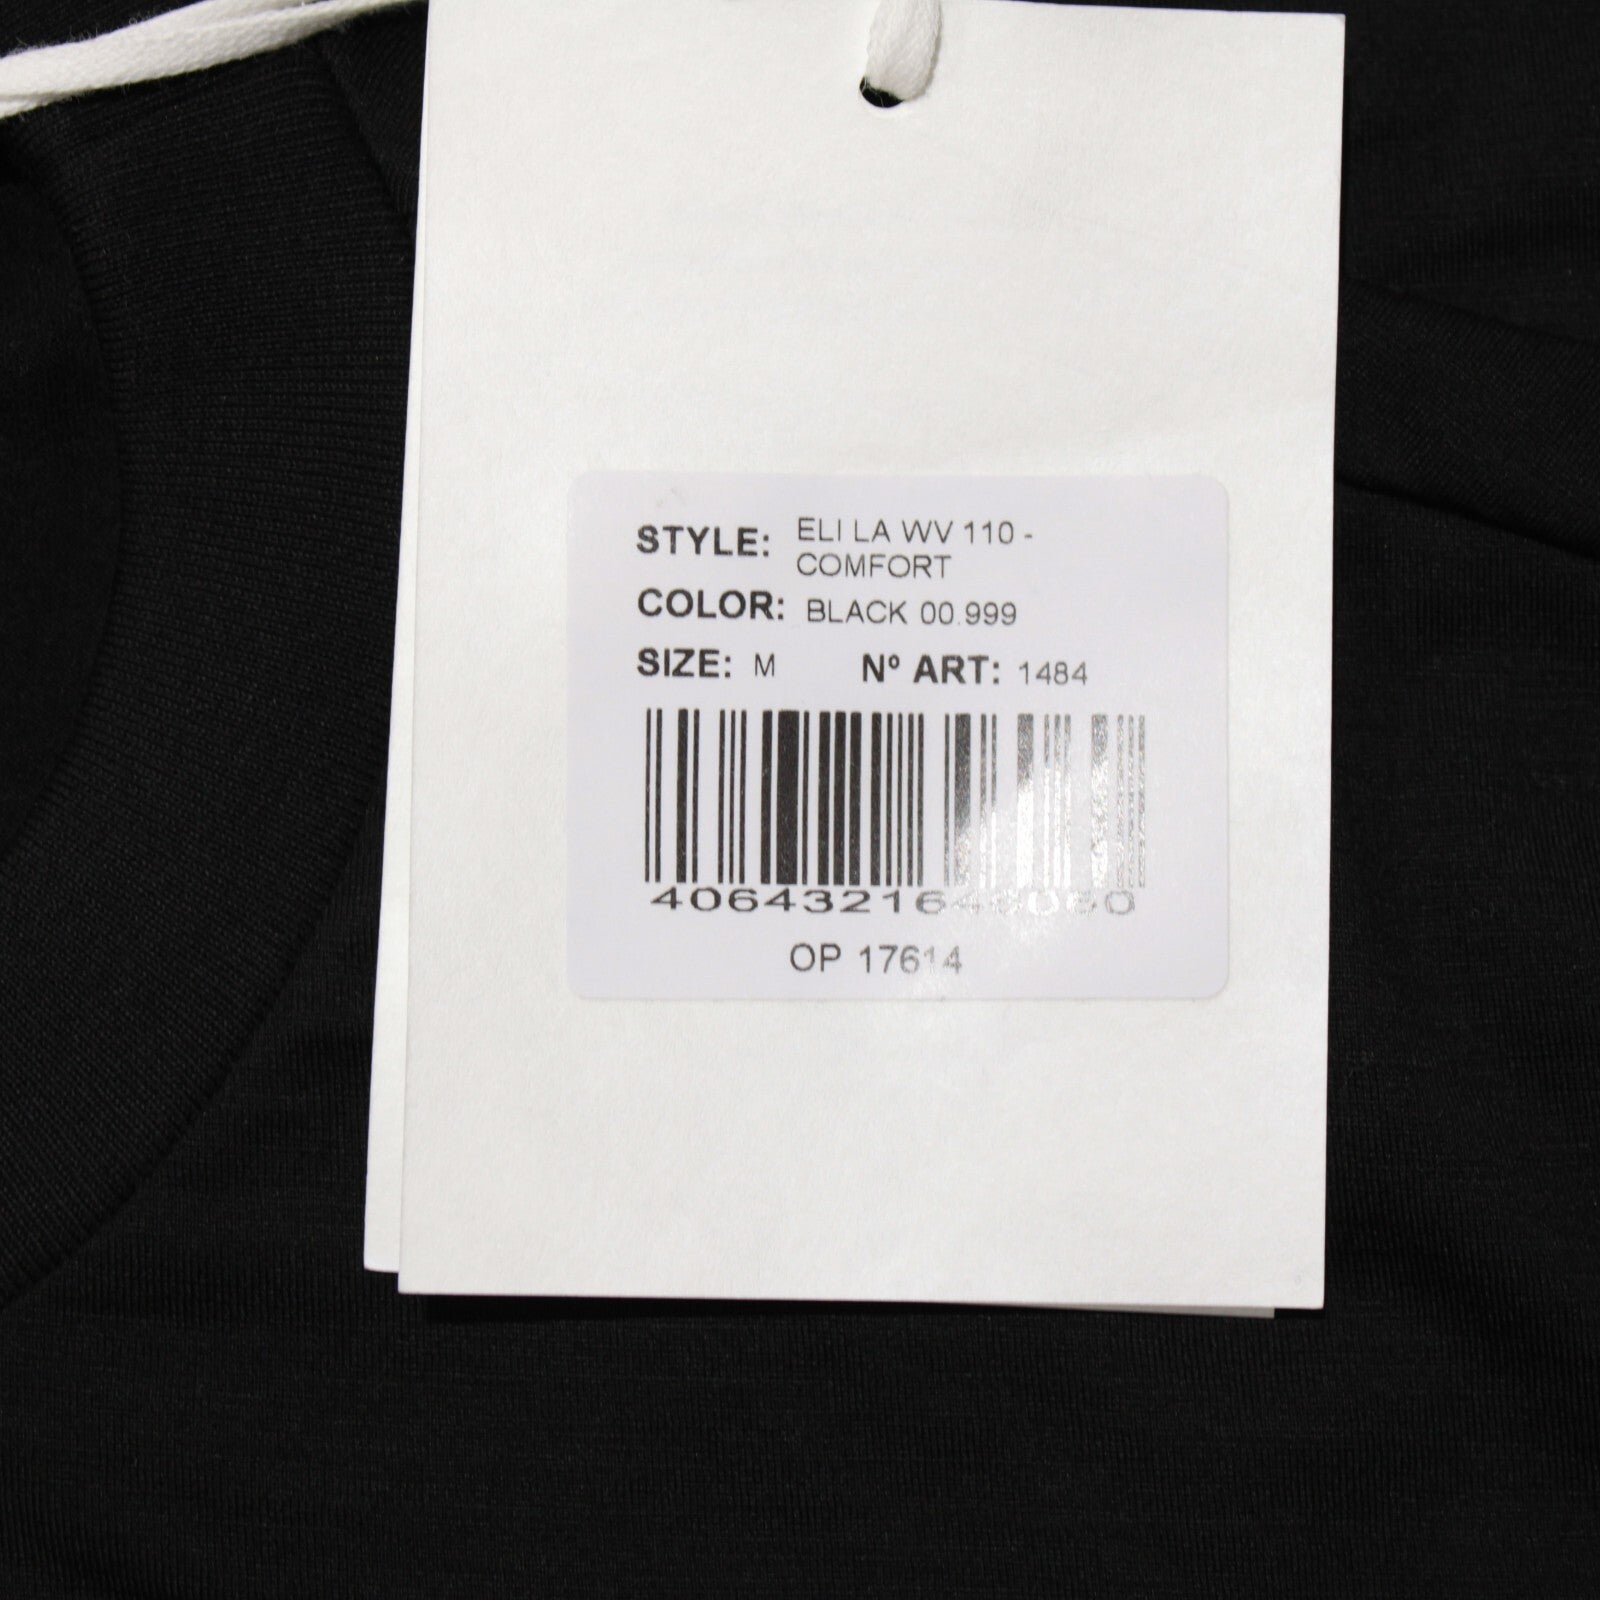 STYLE: ELI LA WV 110 -
COMFORT
COLOR: BLACK 00.999
SIZE: M Nº ART: 1484
OP 17614